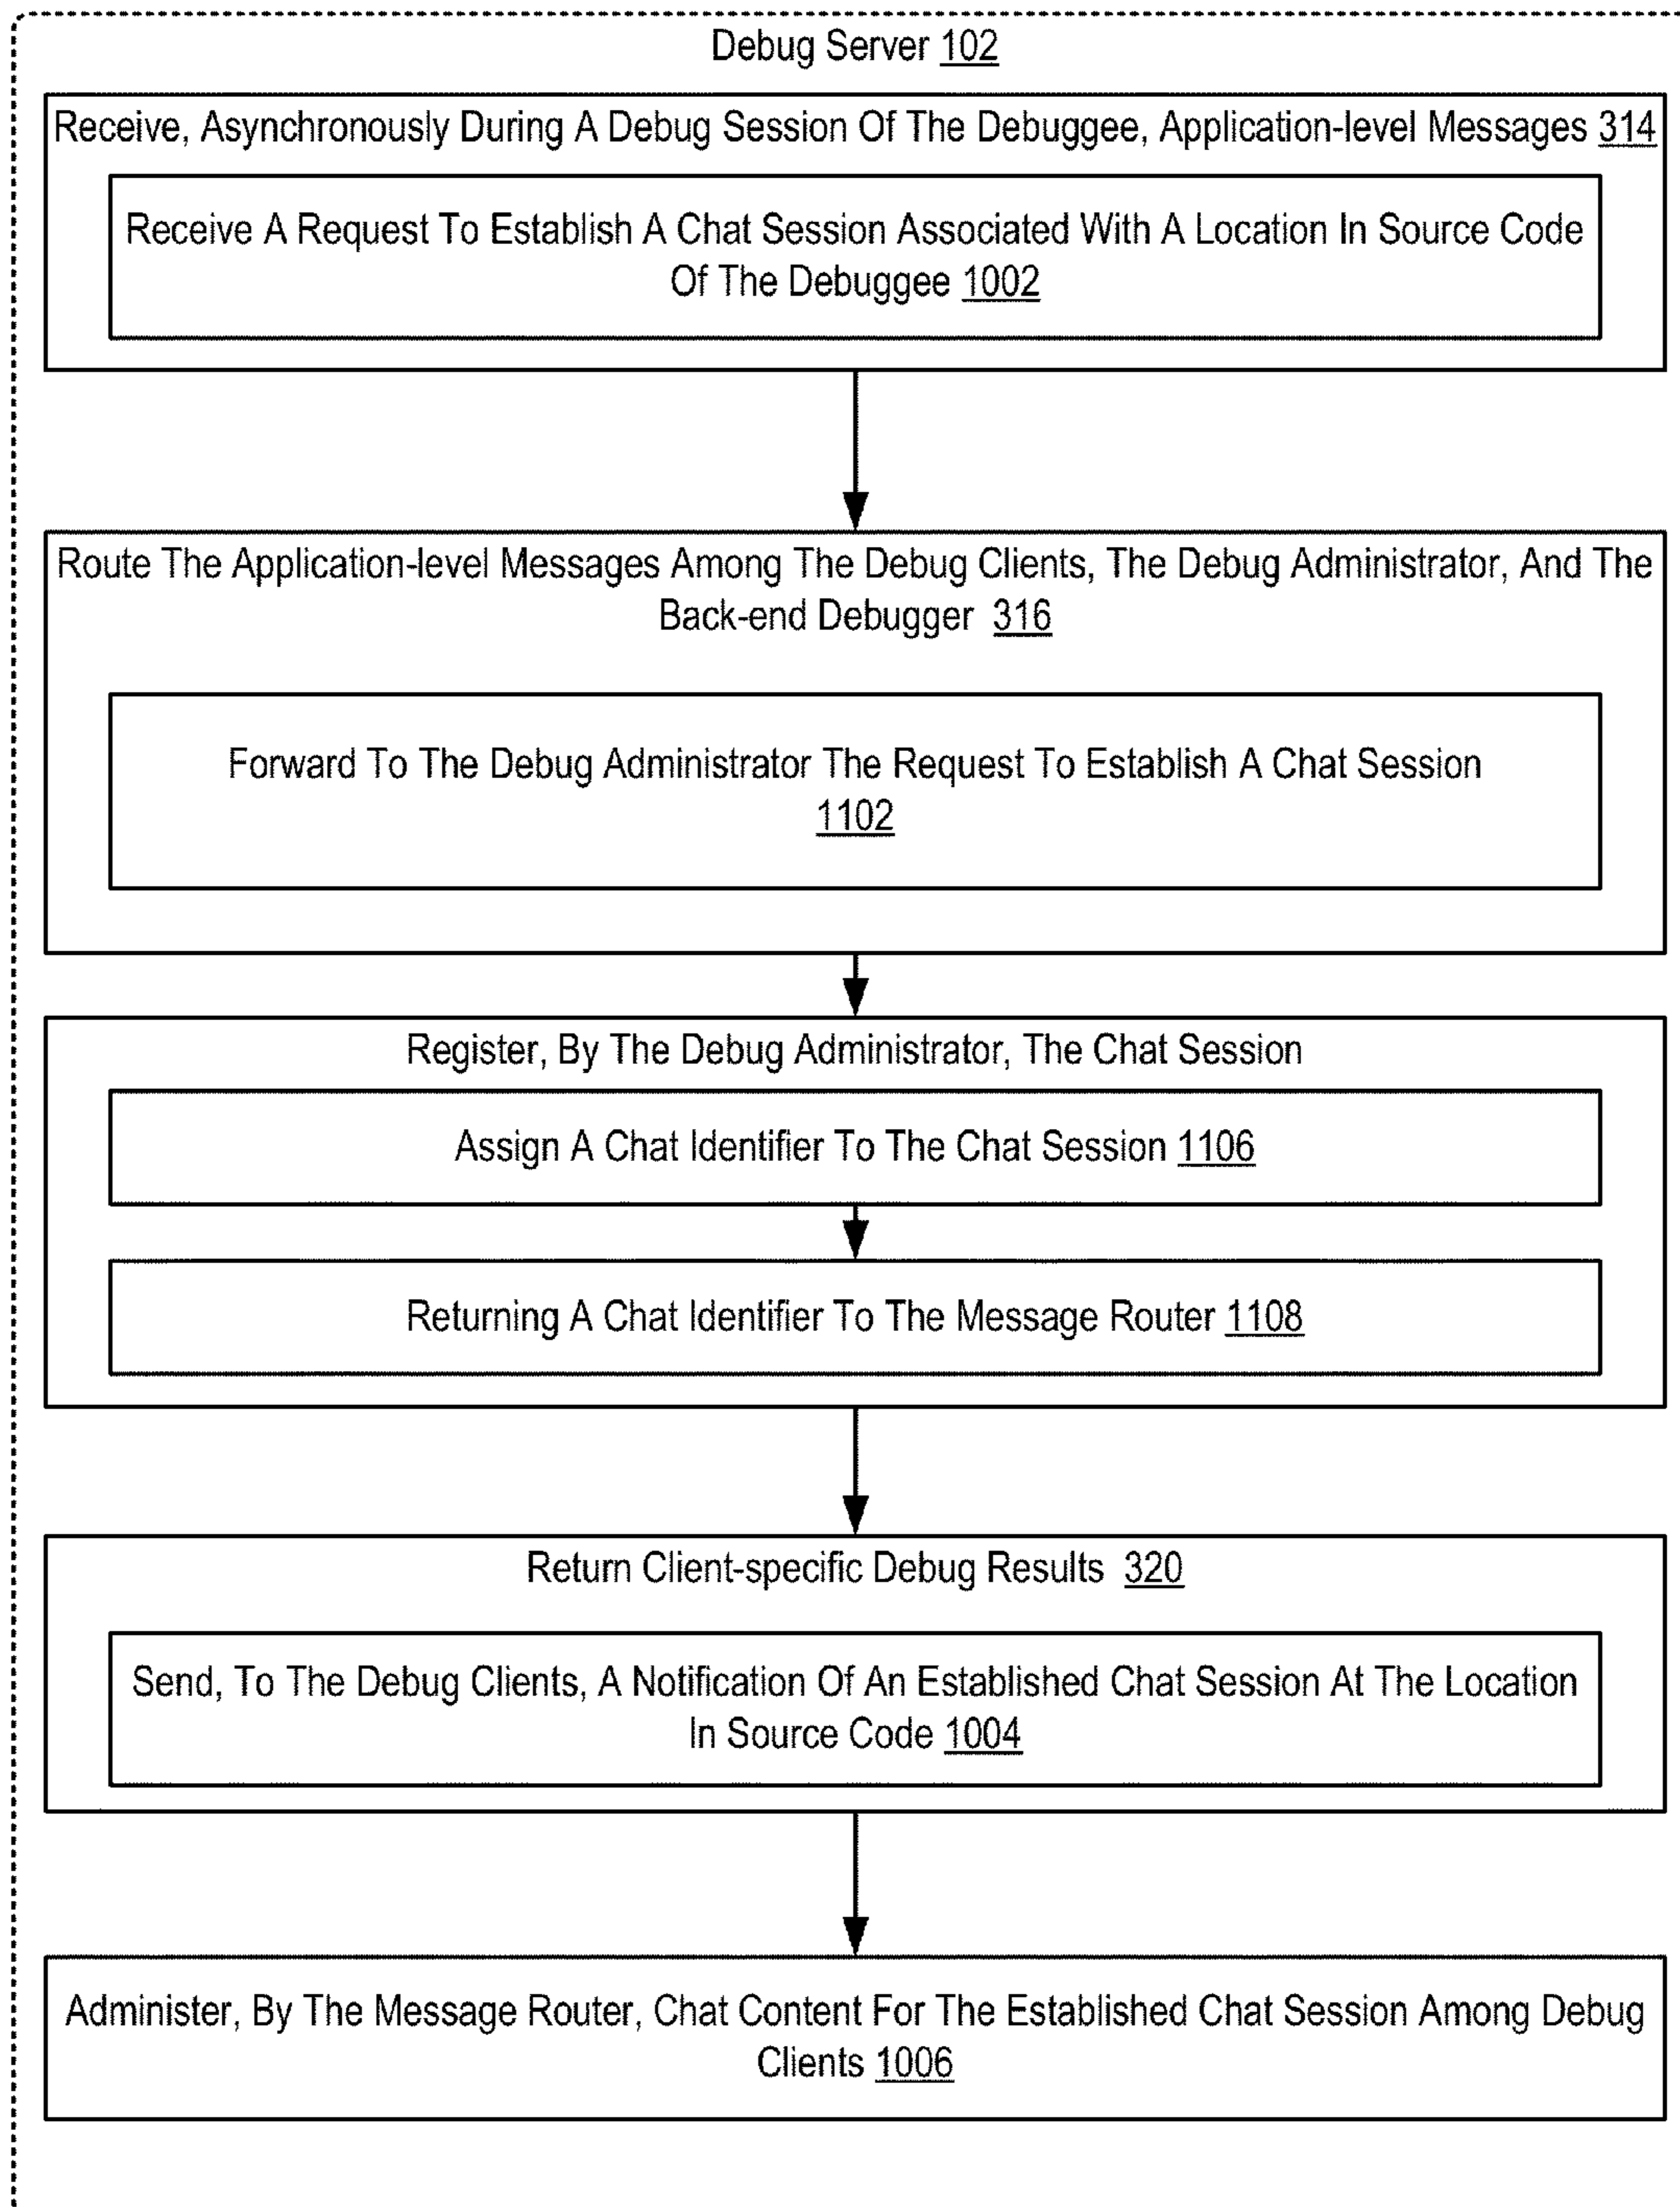 Debug Server 102
Receive, Asynchronously During A Debug Session Of The Debuggee, Application-level Messages 314
Receive A Request To Establish A Chat Session Associated With A Location In Source Code
Of The Debuggee 1002
Route The Application-level Messages Among The Debug Clients, The Debug Administrator, And The
Back-end Debugger 316
Forward To The Debug Administrator The Request To Establish A Chat Session
1102
Register, By The Debug Administrator, The Chat Session
Assign A Chat Identifier To The Chat Session 1106
Returning A Chat Identifier To The Message Router 1108
Return Client-specific Debug Results 320
Send, To The Debug Clients, A Notification Of An Established Chat Session At The Location
In Source Code 1004
Administer, By The Message Router, Chat Content For The Established Chat Session Among Debug
Clients 1006